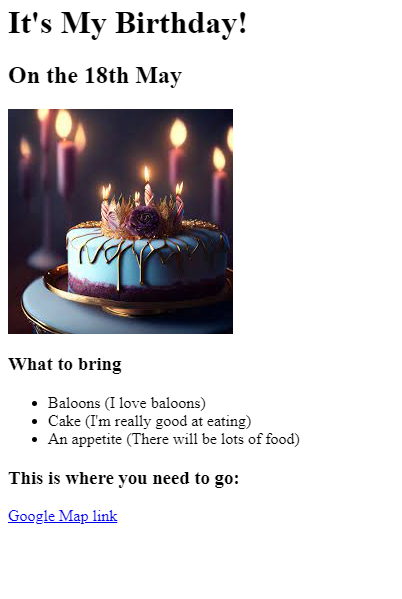 It's My Birthday!
On the 18th May
What to bring
Baloons (I love baloons)
Cake (I'm really good at eating)
An appetite (There will be lots of food)
This is where you need to go:
Google Map link